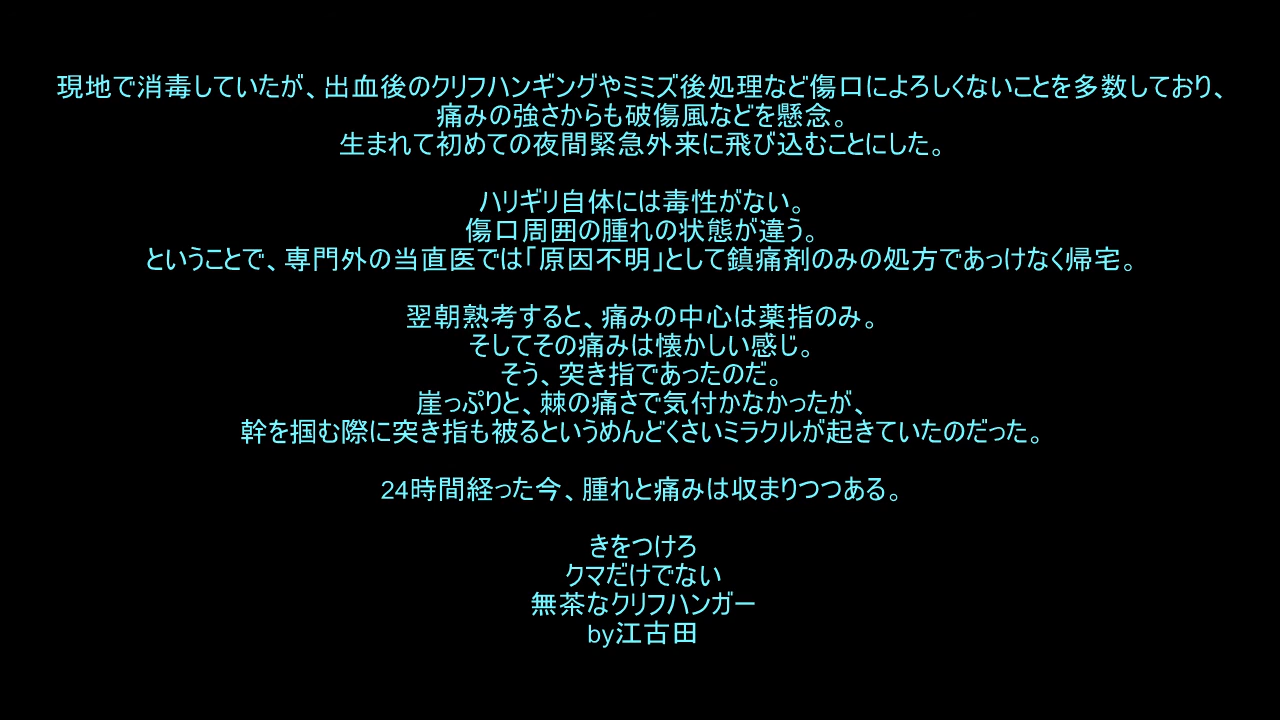 現地で消毒していたが、出血後のクリフハンギングやミミズ後処理など傷口によろしくないことを多数しており、
痛みの強さからも破傷風などを懸念。
生まれて初めての夜間緊急外来に飛び込むことにした。
ハリギリ自体には毒性がない。
傷口周囲の腫れの状態が違う。
ということで、専門外の当直医では「原因不明」として鎮痛剤のみの処方であっけなく帰宅。
翌朝熟考すると、痛みの中心は薬指のみ。
そしてその痛みは懐かしい感じ。
そう、突き指であったのだ。
崖っぷりと、棘の痛さで気付かなかったが、
幹を掴む際に突き指も被るというめんどくさいミラクルが起きていたのだった。
24時間経った今、腫れと痛みは収まりつつある。
きをつけろ
クマだけでない
無茶なクリフハンガー
by江古田